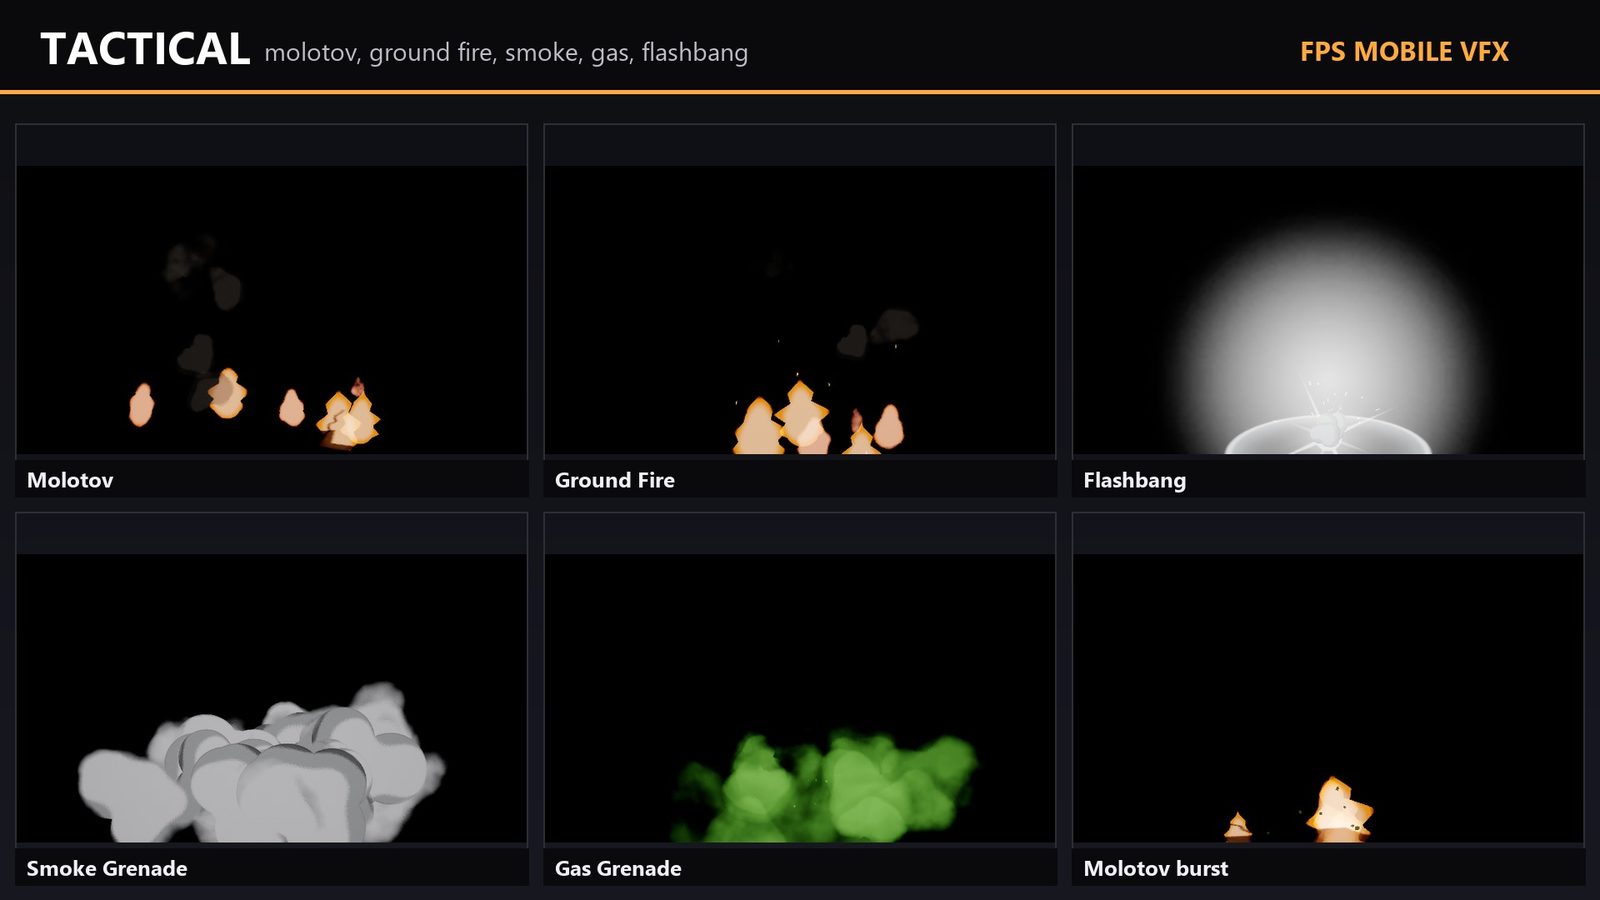 TACTICAL molotov, ground fire, smoke, gas, flashbang
FPS MOBILE VFX
Molotov
Ground Fire
Flashbang
Smoke Grenade
Gas Grenade
Molotov burst